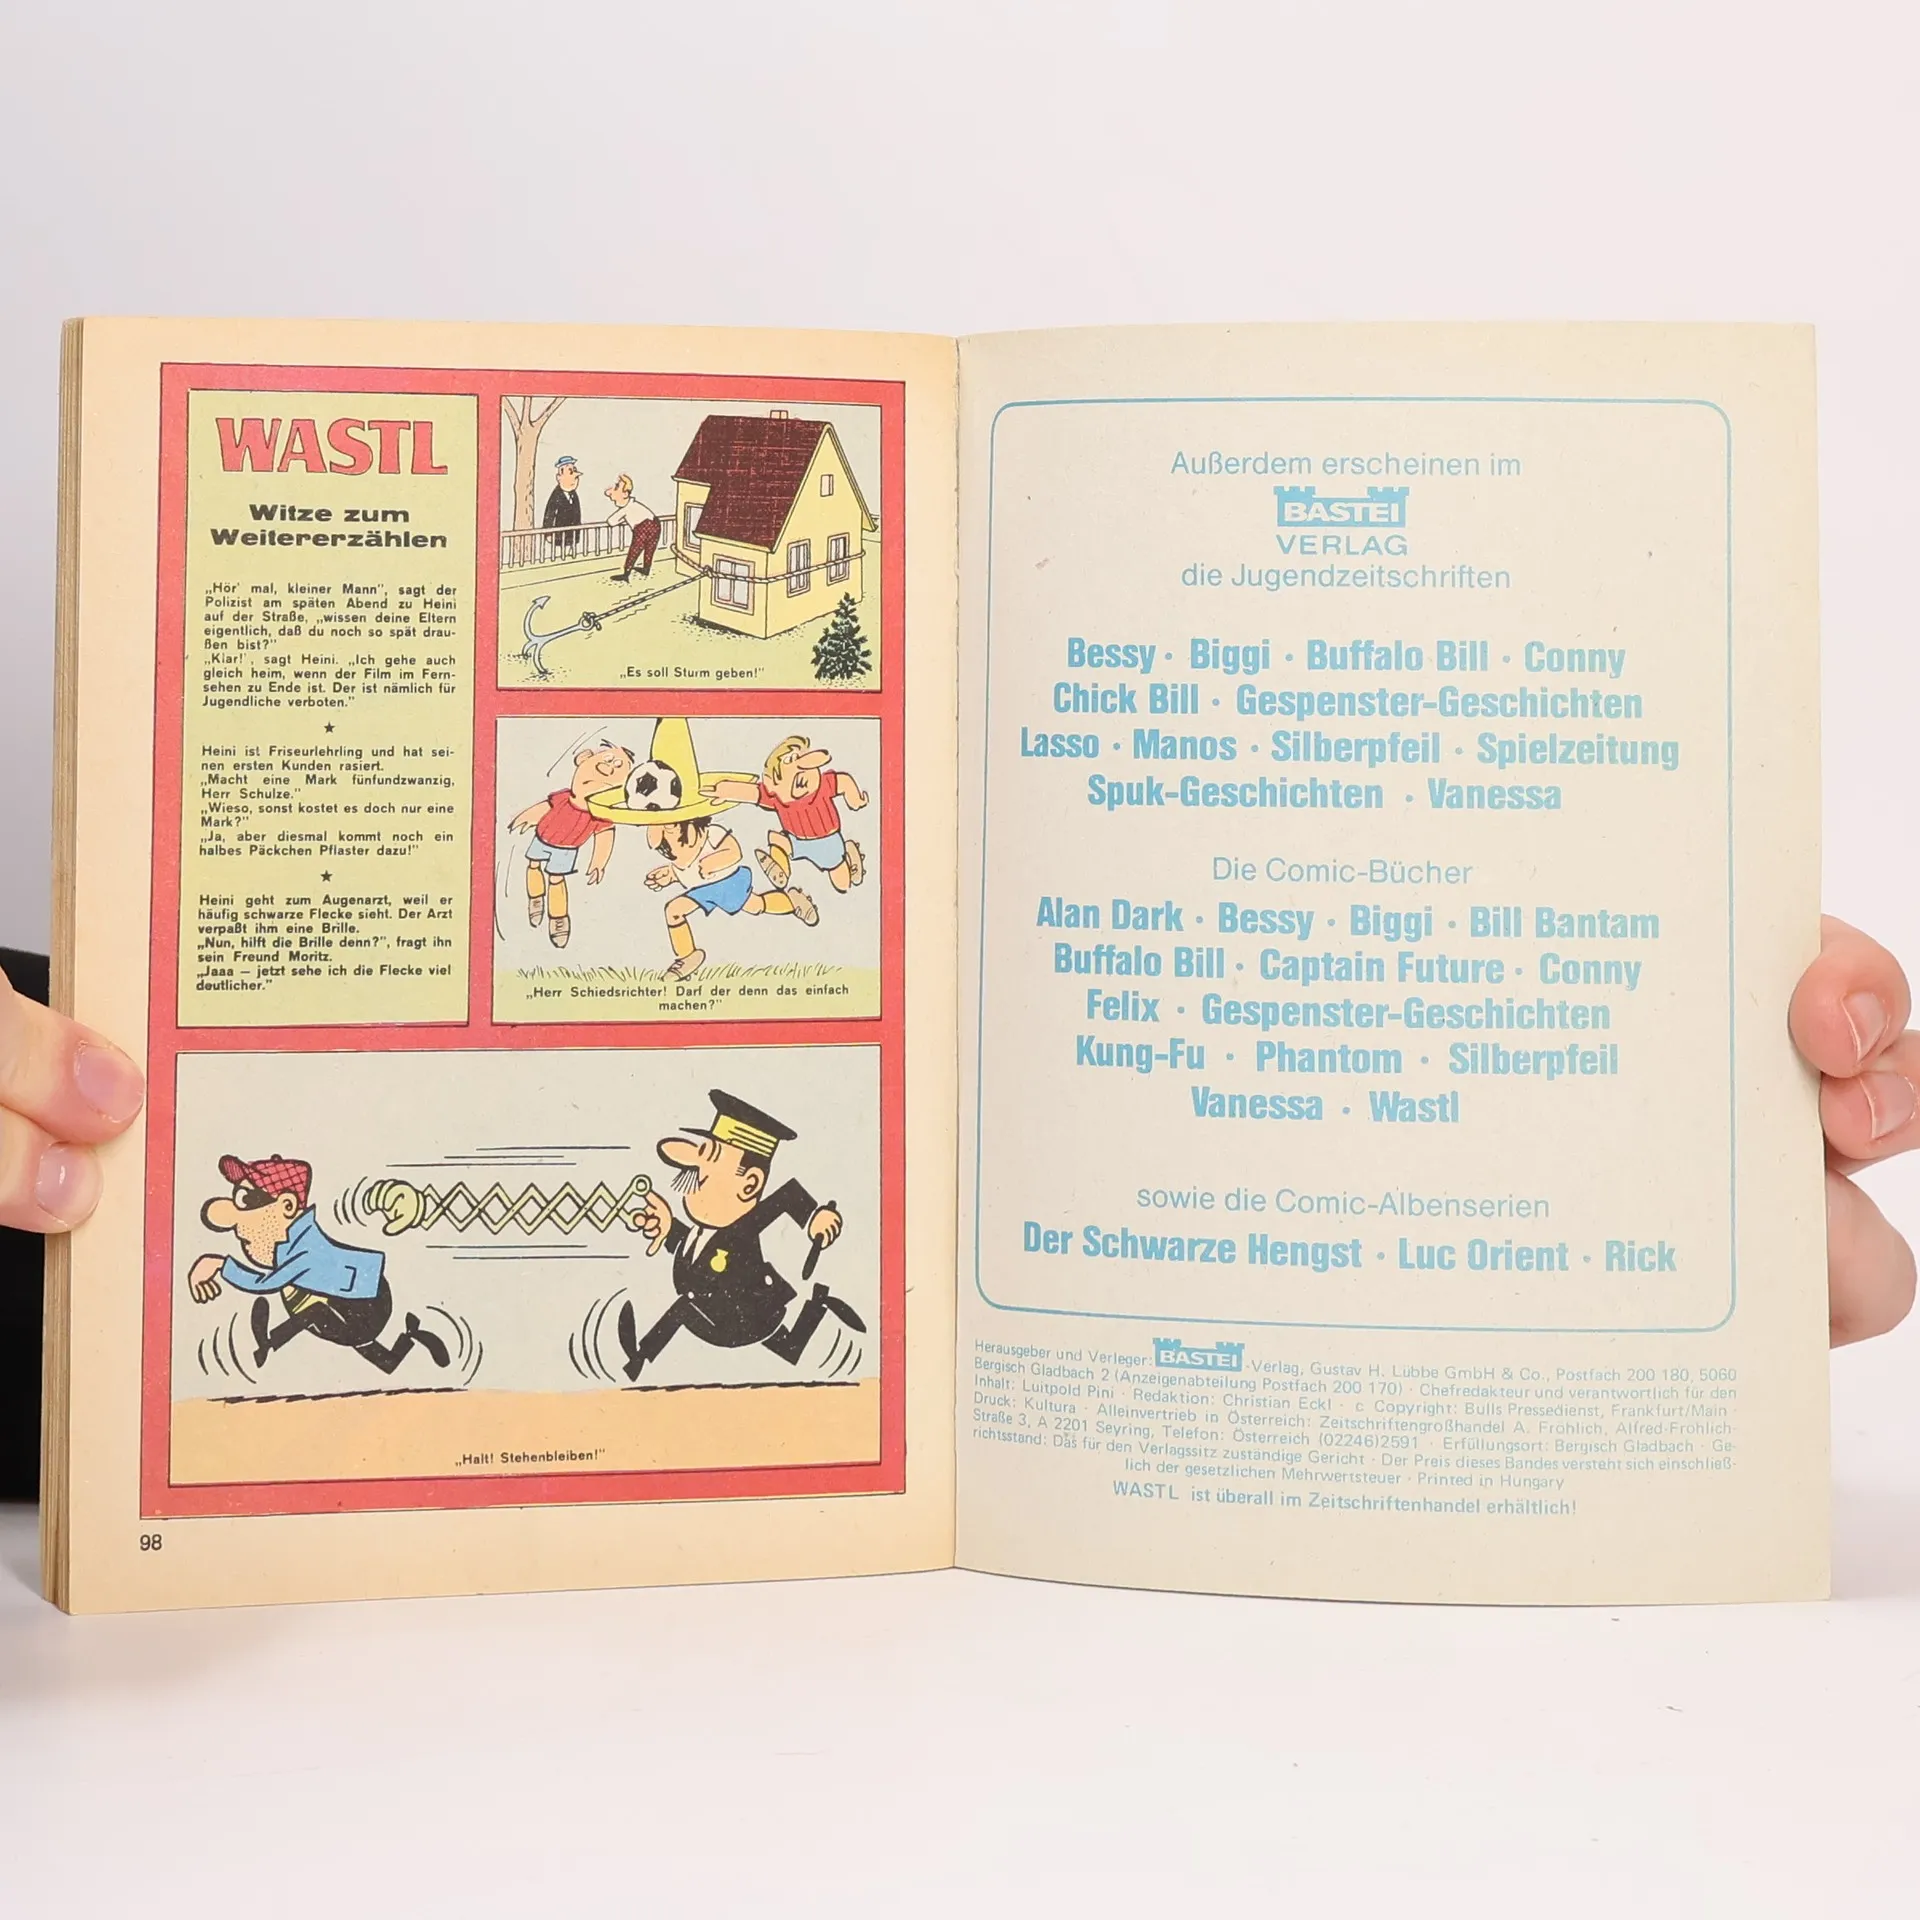 WASTL
Witze zum
Weitererzählen
„Hör' mal, kleiner Mann", sagt der
Polizist am späten Abend zu Heini
auf der Straße, „wissen deine Eltern
eigentlich, daß du noch so spät drau-
ßen bist?"
„Klar!', sagt Heini. „Ich gehe auch
gleich heim, wenn der Film im Fern-
sehen zu Ende ist. Der ist nämlich für
Jugendliche verboten."
★
Heini ist Friseurlehrling und hat sei-
nen ersten Kunden rasiert.
„Macht eine Mark fünfundzwanzig,
Herr Schulze."
„Wieso, sonst kostet es doch nur eine
Mark?"
„Ja, aber diesmal kommt noch ein
halbes Päckchen Pflaster dazu!"
★
Heini geht zum Augenarzt, weil er
häufig schwarze Flecke sieht. Der Arzt
verpaßt ihm eine Brille.
„Nun, hilft die Brille denn?", fragt ihn
sein Freund Moritz.
„Jaaa — jetzt sehe ich die Flecke viel
deutlicher."
„Es soll Sturm geben!"
„Herr Schiedsrichter! Darf der denn das einfach
machen?"
„Halt! Stehenbleiben!"
98
Außerdem erscheinen im
BASTEI
VERLAG
die Jugendzeitschriften
Bessy · Biggi · Buffalo Bill · Conny
Chick Bill · Gespenster-Geschichten
Lasso · Manos · Silberpfeil · Spielzeitung
Spuk-Geschichten · Vanessa
Die Comic-Bücher
Alan Dark · Bessy · Biggi · Bill Bantam
Buffalo Bill · Captain Future · Conny
Felix · Gespenster-Geschichten
Kung-Fu · Phantom · Silberpfeil
Vanessa · Wastl
sowie die Comic-Albenserien
Der Schwarze Hengst · Luc Orient · Rick
Herausgeber und Verleger: BASTEI -Verlag, Gustav H. Lübbe GmbH & Co., Postfach 200 180, 5060
Bergisch Gladbach 2 (Anzeigenabteilung Postfach 200 170) · Chefredakteur und verantwortlich für den
Inhalt: Luitpold Pini · Redaktion: Christian Eckl · c Copyright: Bulls Pressedienst, Frankfurt/Main ·
Druck: Kultura · Alleinvertrieb in Österreich: Zeitschriftengroßhandel A. Fröhlich, Alfred-Fröhlich-
Straße 3, A 2201 Seyring, Telefon: Österreich (02246)2591 · Erfüllungsort: Bergisch Gladbach · Ge-
richtsstand: Das für den Verlagssitz zuständige Gericht · Der Preis dieses Bandes versteht sich einschließ-
lich der gesetzlichen Mehrwertsteuer · Printed in Hungary
WASTL ist überall im Zeitschriftenhandel erhältlich!